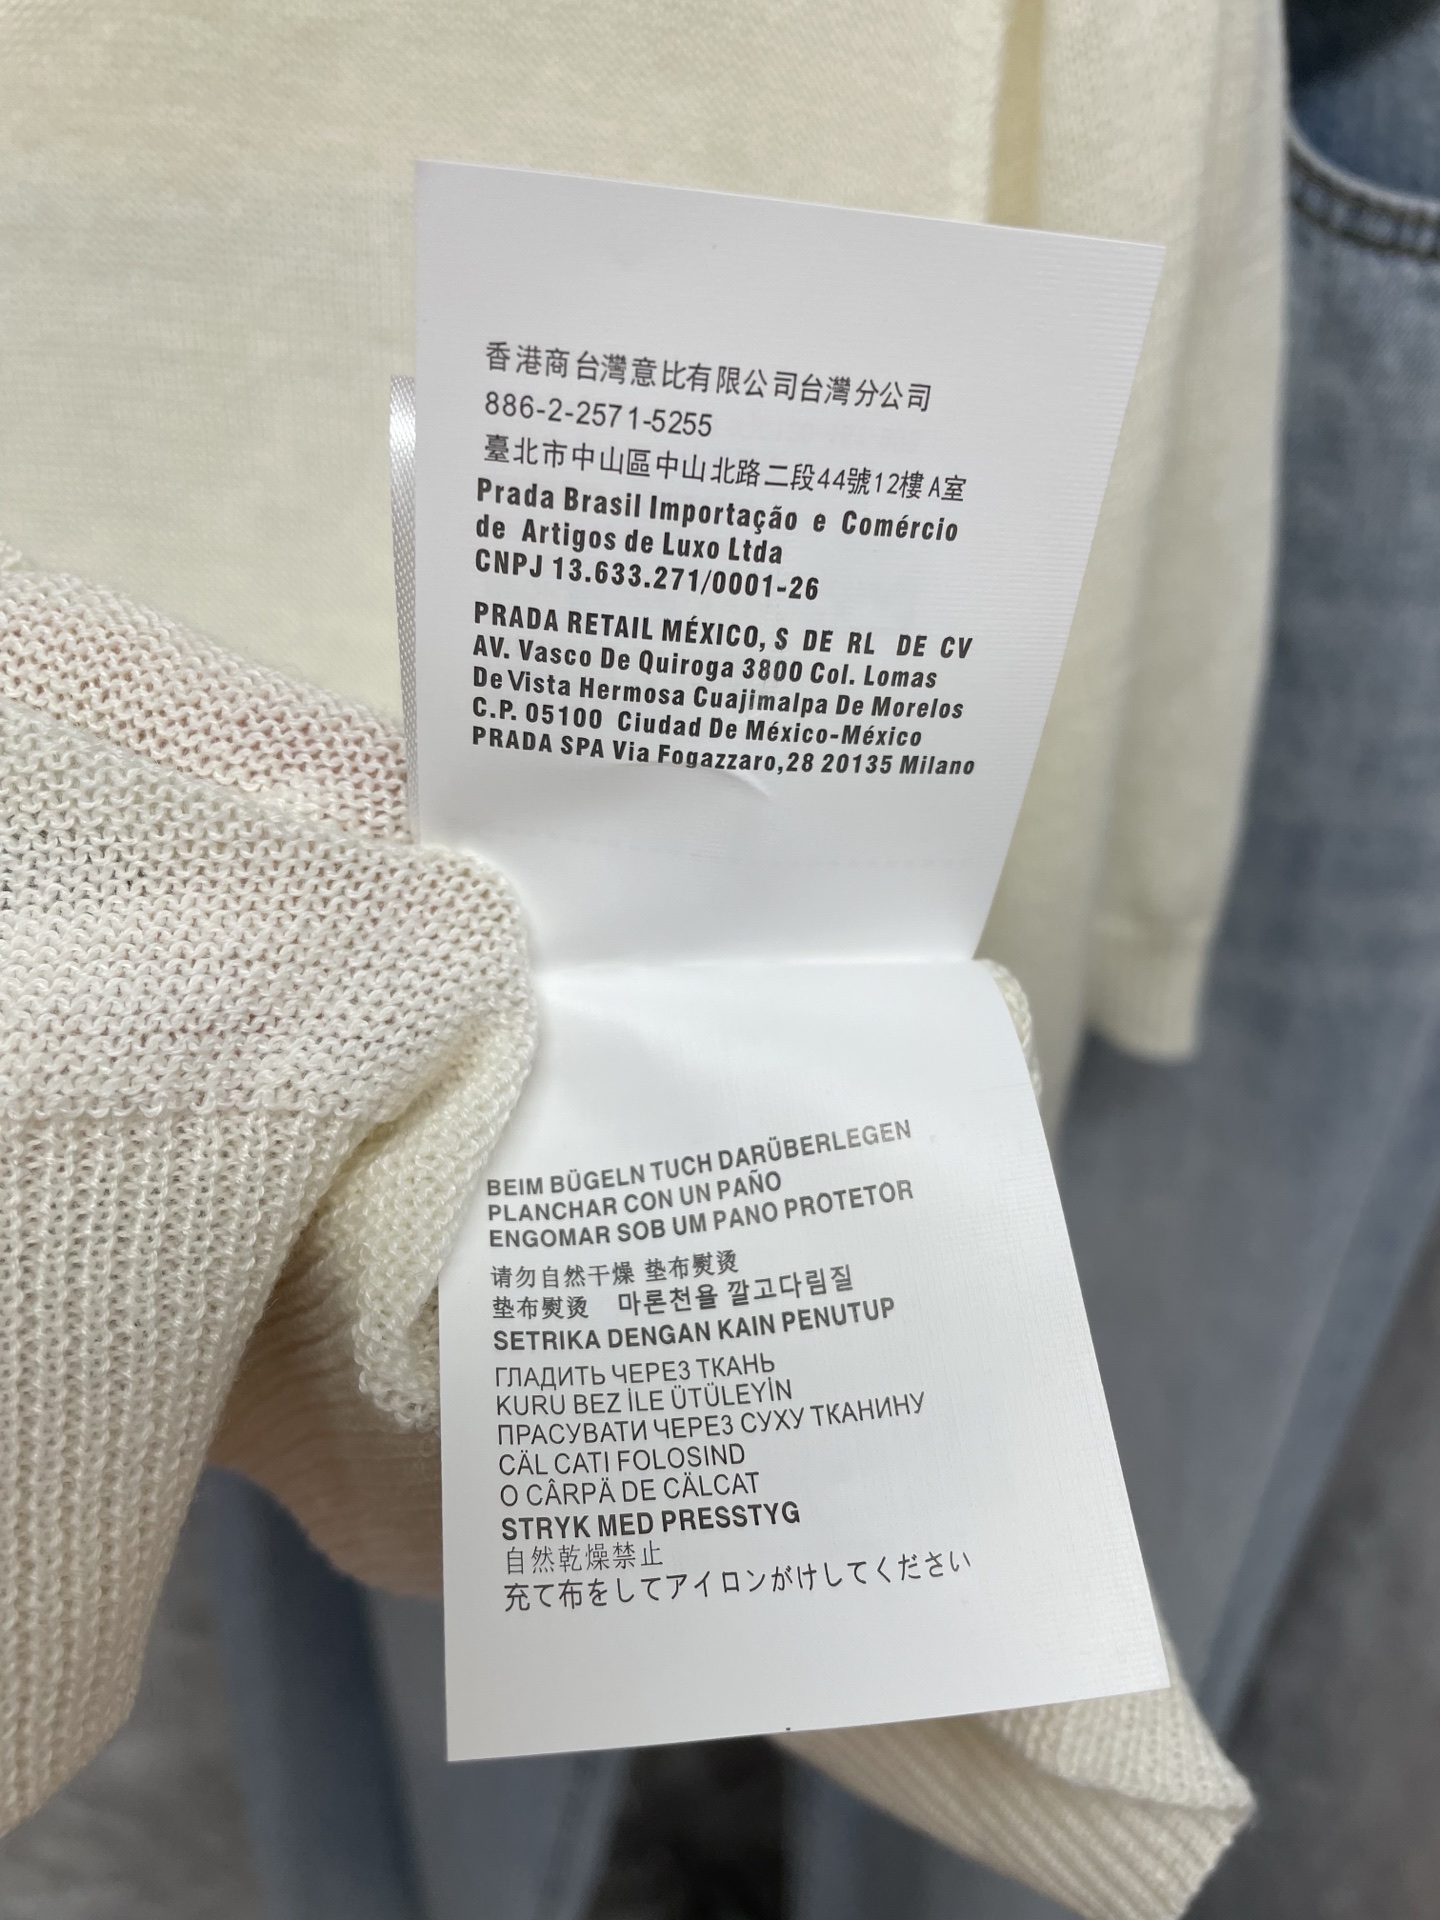 香港商台灣意比有限公司台灣分公司
886-2-2571-5255
臺北市中山區中山北路二段44號12樓A室
Prada Brasil Importação e Comércio
de Artigos de Luxo Ltda
CNPJ 13.633.271/0001-26
PRADA RETAIL MÉXICO, S DE RL DE CV
AV. Vasco De Quiroga 3800 Col. Lomas
De Vista Hermosa Cuajimalpa De Morelos
C.P. 05100 Ciudad De México-México
PRADA SPA Via Fogazzaro,28 20135 Milano
BEIM BÜGELN TUCH DARÜBERLEGEN
PLANCHAR CON UN PAÑO
ENGOMAR SOB UM PANO PROTETOR
请勿自然干燥 垫布熨烫
垫布熨烫 마른천을 깔고다림질
SETRIKA DENGAN KAIN PENUTUP
ГЛАДИТЬ ЧЕРЕЗ ТКАНЬ
KURU BEZ İLE ÜTÜLEYİN
ПРАСУВАТИ ЧЕРЕЗ СУХУ ТКАНИНУ
CÄL CATI FOLOSIND
O CÂRPÄ DE CÄLCAT
STRYK MED PRESSTYG
自然乾燥禁止
充て布をしてアイロンがけしてください